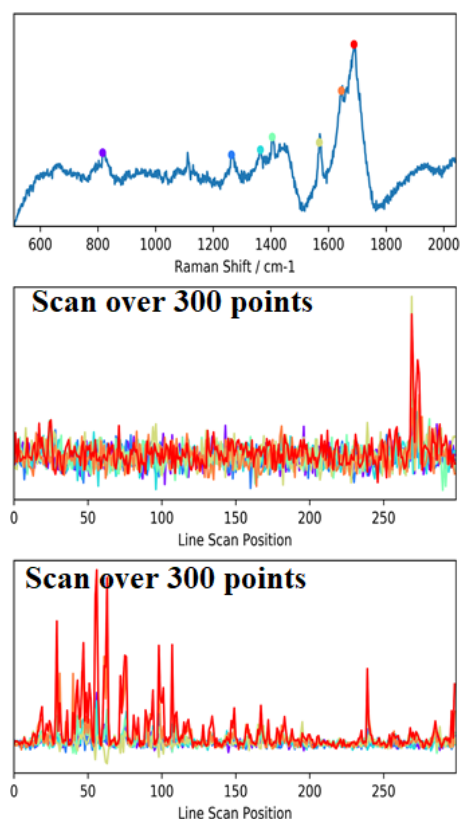 600 800 1000 1200 1400 1600 1800 2000
Raman Shift / cm-1
Scan over 300 points
0 50 100 150 200 250
Line Scan Position
Scan over 300 points
0 50 100 150 200 250
Line Scan Position